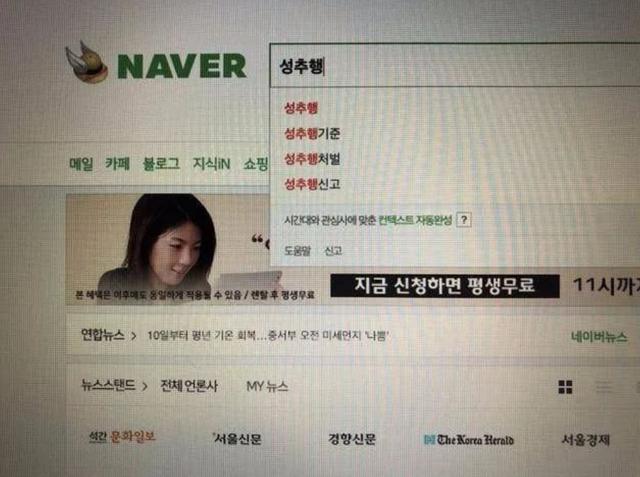 NAVER
성추행
성추행
성추행기준
성추행처벌
성추행신고
시간대와 관심사에 맞춘 컨텍스트 자동완성 ?
도움말 신고
메일 카페 블로그 지식iN 쇼핑
본 혜택은 이후에도 동일하게 적용될 수 있음 / 렌탈 후 평생무료
지금 신청하면 평생무료
11시까지
연합뉴스 > 10일부터 평년 기온 회복…중서부 오전 미세먼지 '나쁨'
네이버뉴스
뉴스스탠드 > 전체 언론사 MY 뉴스
석간 문화일보 서울신문 경향신문 The Korea Herald 서울경제